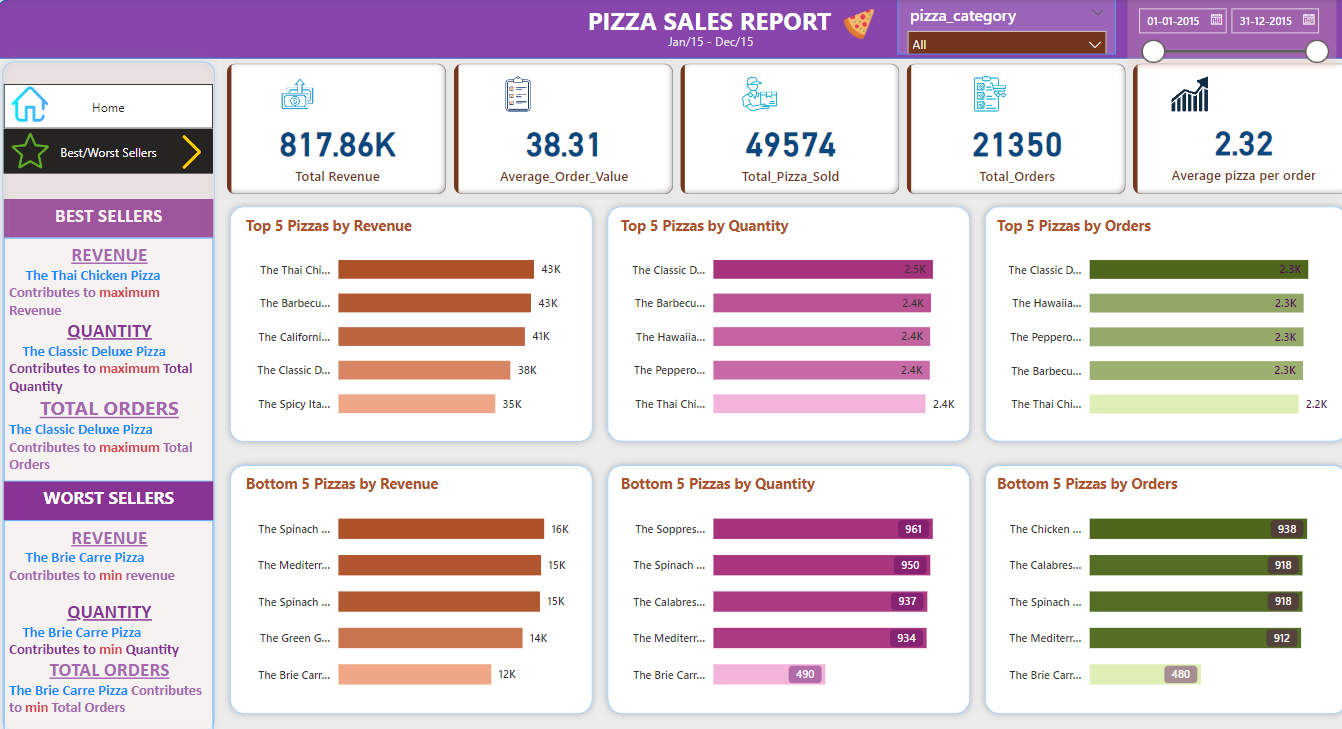 PIZZA SALES REPORT
Jan/15 - Dec/15
pizza_category
All
01-01-2015
31-12-2015
Home
Best/Worst Sellers
817.86K
Total Revenue
38.31
Average_Order_Value
49574
Total_Pizza_Sold
21350
Total_Orders
2.32
Average pizza per order
BEST SELLERS
REVENUE
The Thai Chicken Pizza
Contributes to maximum
Revenue
QUANTITY
The Classic Deluxe Pizza
Contributes to maximum Total
Quantity
TOTAL ORDERS
The Classic Deluxe Pizza
Contributes to maximum Total
Orders
WORST SELLERS
REVENUE
The Brie Carre Pizza
Contributes to min revenue
QUANTITY
The Brie Carre Pizza
Contributes to min Quantity
TOTAL ORDERS
The Brie Carre Pizza Contributes
to min Total Orders
Top 5 Pizzas by Revenue
The Thai Chi... 43K
The Barbecu... 43K
The Californi... 41K
The Classic D... 38K
The Spicy Ita... 35K
Top 5 Pizzas by Quantity
The Classic D... 2.5K
The Barbecu... 2.4K
The Hawaiia... 2.4K
The Peppero... 2.4K
The Thai Chi... 2.4K
Top 5 Pizzas by Orders
The Classic D... 2.3K
The Hawaiia... 2.3K
The Peppero... 2.3K
The Barbecu... 2.3K
The Thai Chi... 2.2K
Bottom 5 Pizzas by Revenue
The Spinach ... 16K
The Mediterr... 15K
The Spinach ... 15K
The Green G... 14K
The Brie Carr... 12K
Bottom 5 Pizzas by Quantity
The Soppres... 961
The Spinach ... 950
The Calabres... 937
The Mediterr... 934
The Brie Carr... 490
Bottom 5 Pizzas by Orders
The Chicken ... 938
The Calabres... 918
The Spinach ... 918
The Mediterr... 912
The Brie Carr... 480